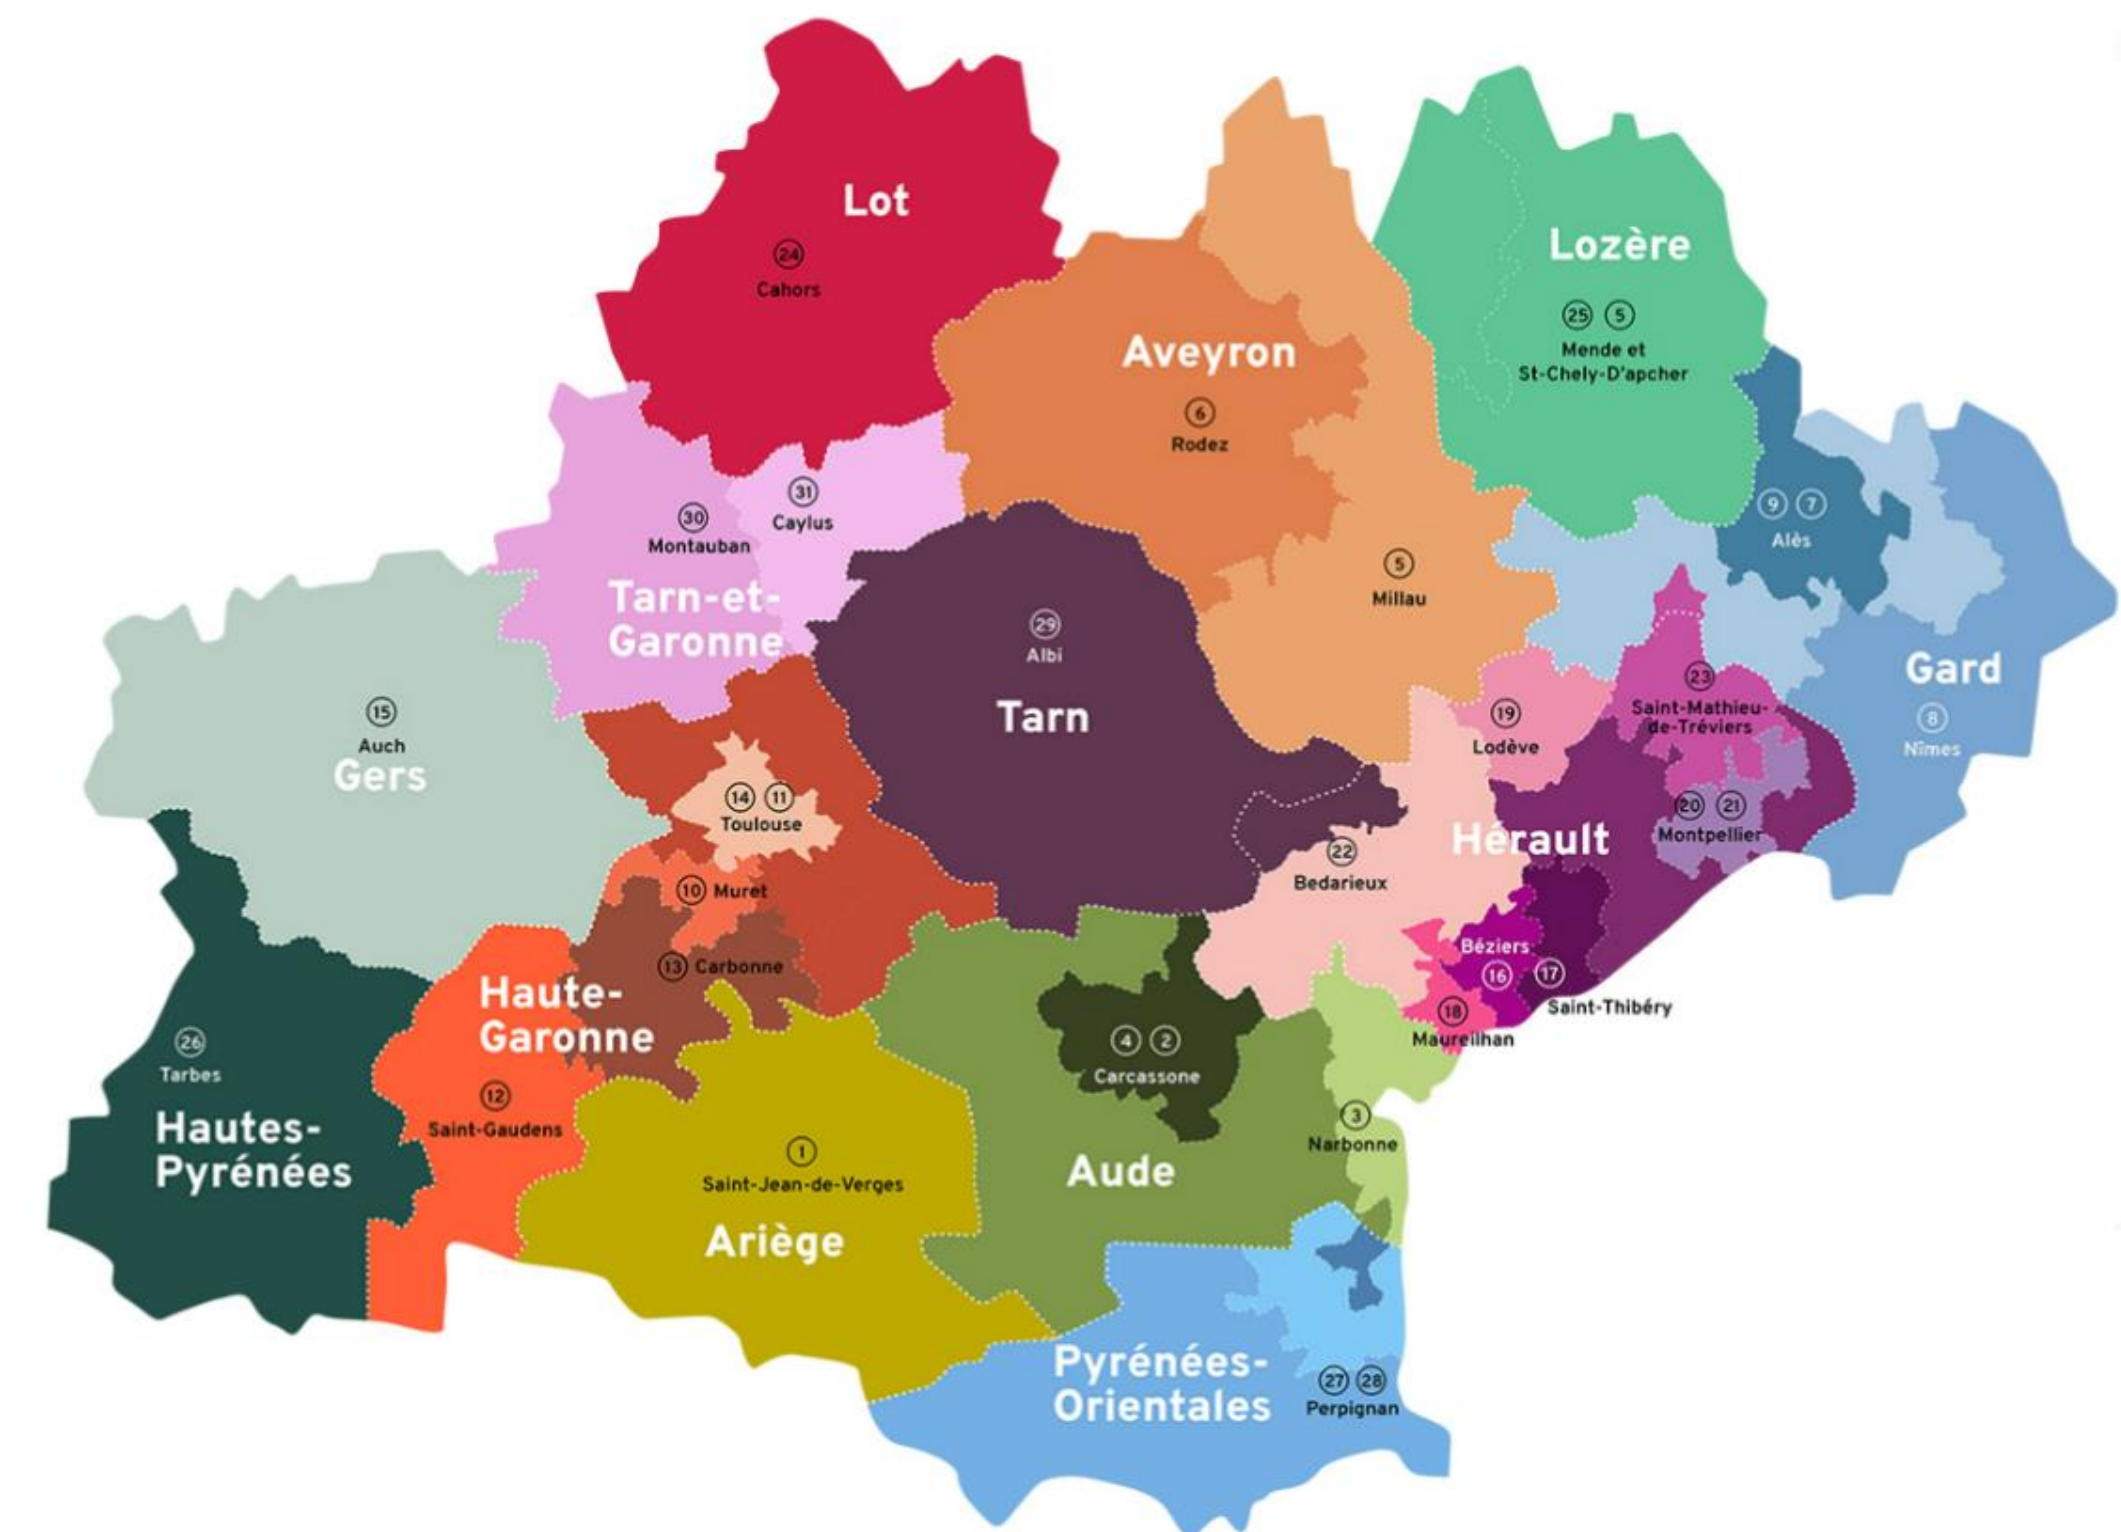 Lot
24
Cahors
Lozère
25 5
Mende et
St-Chely-D'apcher
Aveyron
6
Rodez
31
Caylus
30
Montauban
Tarn-et-
Garonne
9 7
Alès
5
Millau
29
Albi
Tarn
Gard
8
Nîmes
23
Saint-Mathieu-
de-Tréviers
19
Lodève
15
Auch
Gers
14 11
Toulouse
20 21
Montpellier
Hérault
22
Bedarieux
10 Muret
13 Carbonne
Béziers
16
17
Saint-Thibéry
18
Maureilhan
Haute-
Garonne
12
Saint-Gaudens
26
Tarbes
Hautes-
Pyrénées
4 2
Carcassone
3
Narbonne
Aude
1
Saint-Jean-de-Verges
Ariège
Pyrénées-
Orientales
27 28
Perpignan